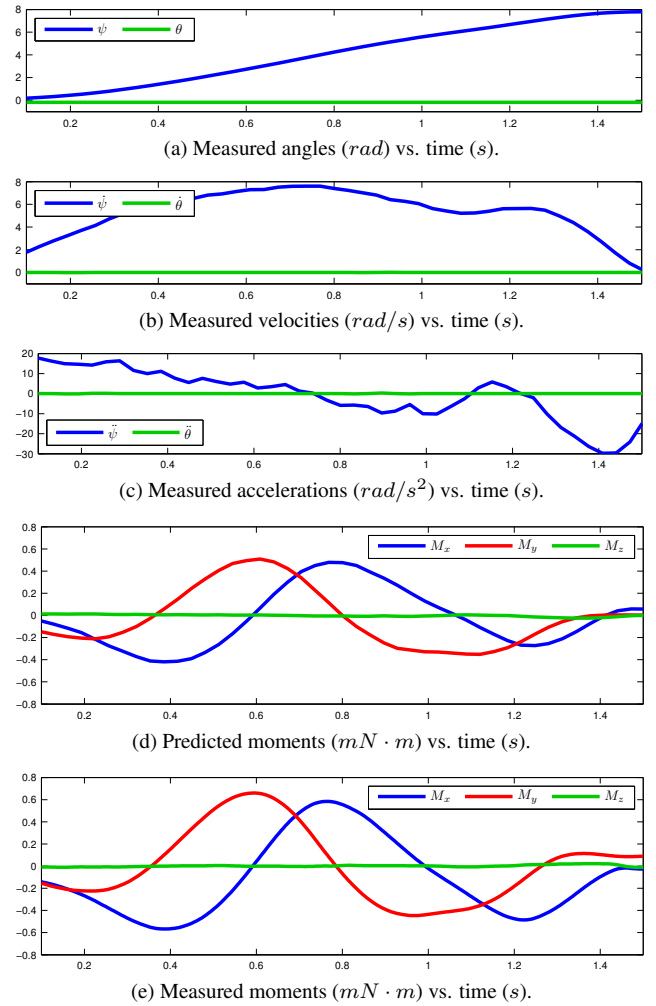 8
6
4
2
0
ψ θ
0.2 0.4 0.6 0.8 1 1.2 1.4
(a) Measured angles (rad) vs. time (s).
8
6
4
2
0
ψ̇ θ̇
0.2 0.4 0.6 0.8 1 1.2 1.4
(b) Measured velocities (rad/s) vs. time (s).
20
10
0
-10
-20
-30
ψ̈ θ̈
0.2 0.4 0.6 0.8 1 1.2 1.4
(c) Measured accelerations (rad/s²) vs. time (s).
0.8
0.6
0.4
0.2
0
-0.2
-0.4
-0.6
-0.8
Mx My Mz
0.2 0.4 0.6 0.8 1 1.2 1.4
(d) Predicted moments (mN · m) vs. time (s).
0.8
0.6
0.4
0.2
0
-0.2
-0.4
-0.6
-0.8
Mx My Mz
0.2 0.4 0.6 0.8 1 1.2 1.4
(e) Measured moments (mN · m) vs. time (s).